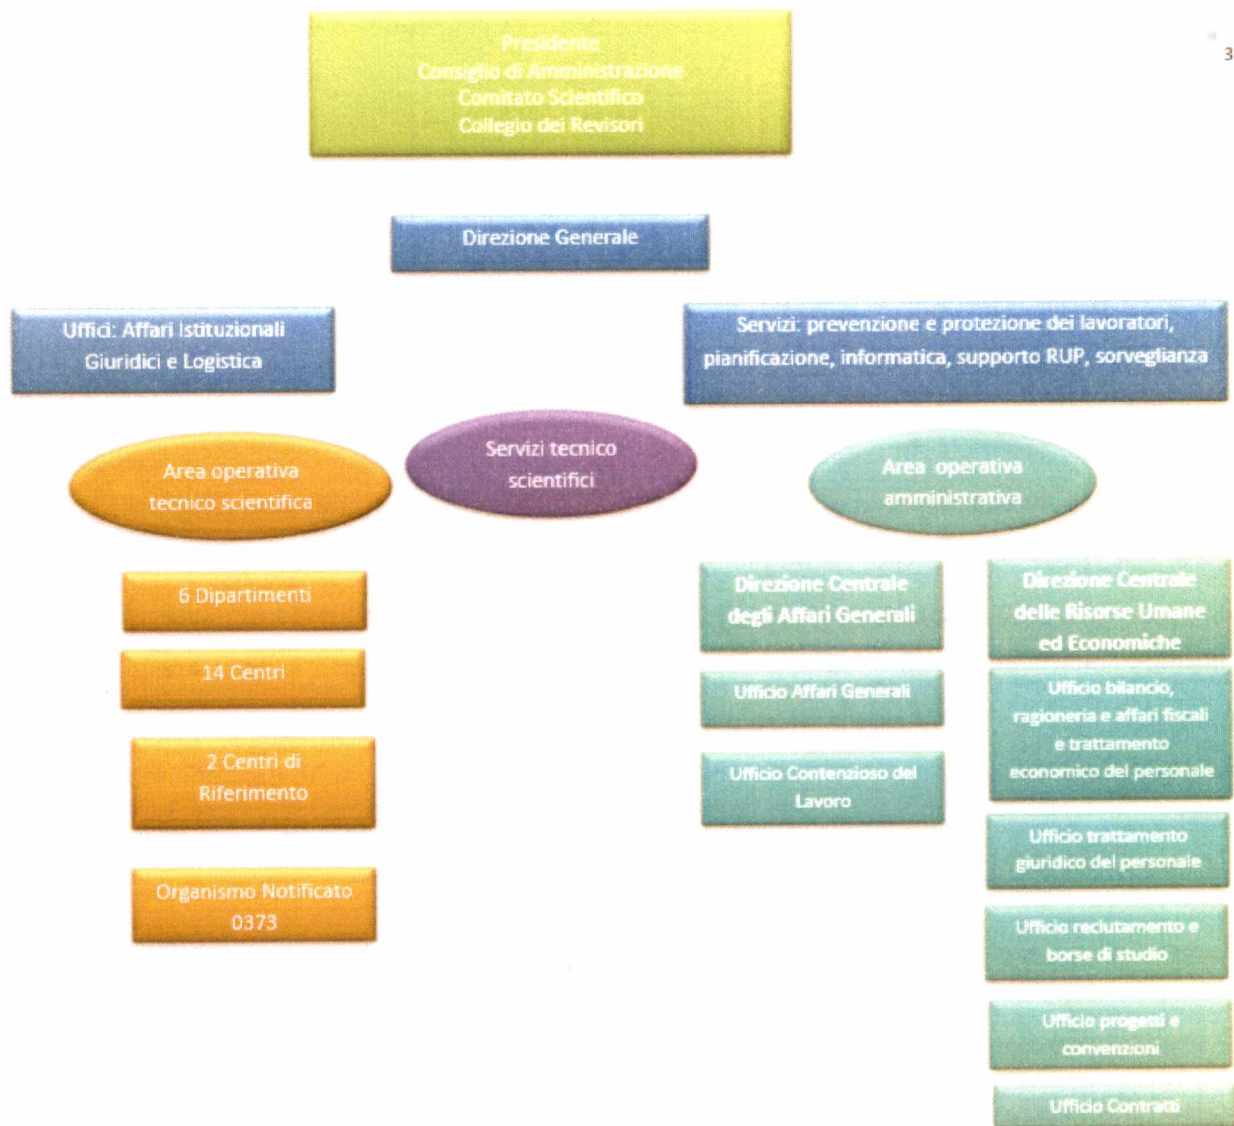 3
Presidente
Consiglio di Amministrazione
Comitato Scientifico
Collegio dei Revisori
Direzione Generale
Uffici: Affari Istituzionali
Giuridici e Logistica
Servizi: prevenzione e protezione dei lavoratori,
pianificazione, informatica, supporto RUP, sorveglianza
Area operativa
tecnico scientifica
Servizi tecnico
scientifici
Area operativa
amministrativa
6 Dipartimenti
14 Centri
2 Centri di
Riferimento
Organismo Notificato
0373
Direzione Centrale
degli Affari Generali
Ufficio Affari Generali
Ufficio Contenzioso del
Lavoro
Direzione Centrale
delle Risorse Umane
ed Economiche
Ufficio bilancio,
ragioneria e affari fiscali
e trattamento
economico del personale
Ufficio trattamento
giuridico del personale
Ufficio reclutamento e
borse di studio
Ufficio progetti e
convenzioni
Ufficio Contratti